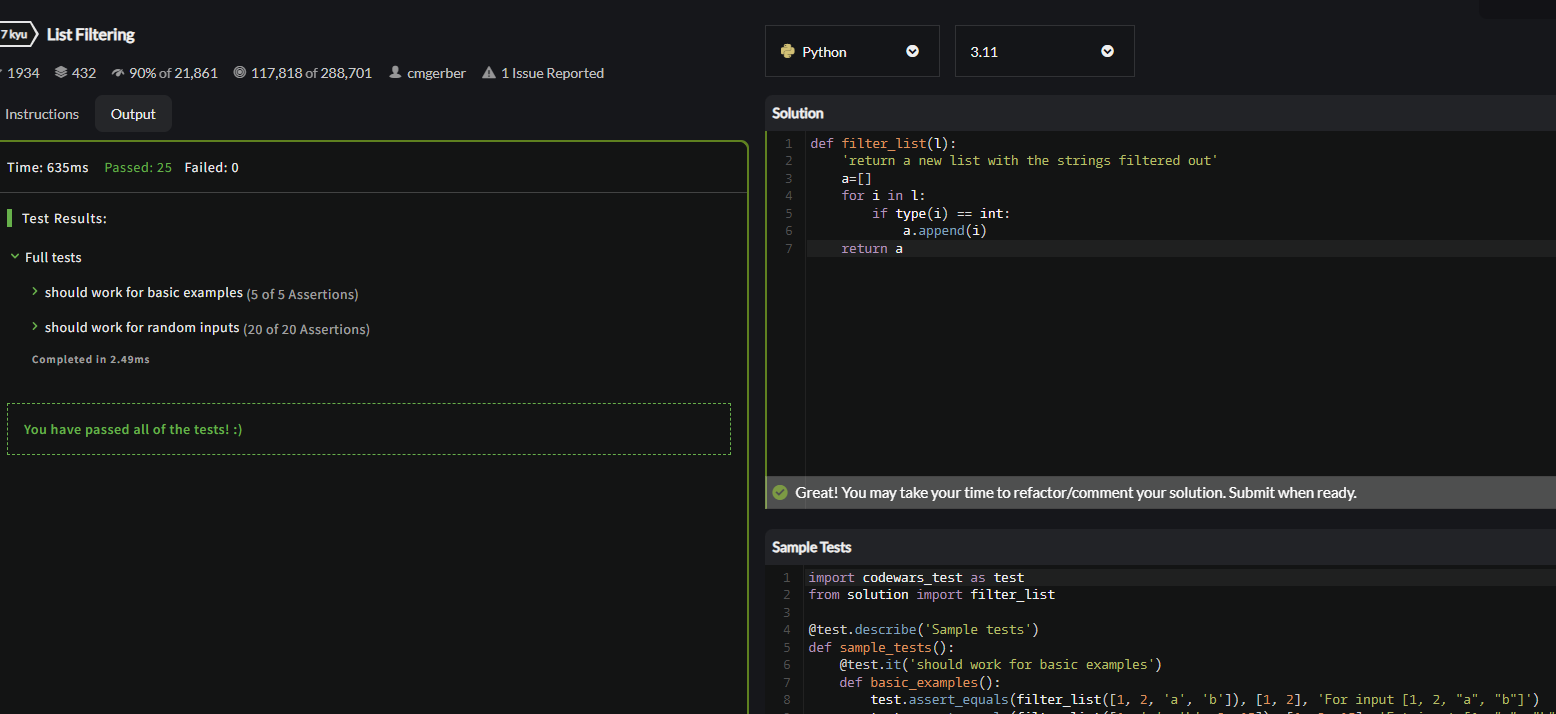 7 kyu List Filtering
1934 432 90% of 21,861 117,818 of 288,701 cmgerber 1 Issue Reported
Instructions Output
Time: 635ms Passed: 25 Failed: 0
Test Results:
Full tests
should work for basic examples (5 of 5 Assertions)
should work for random inputs (20 of 20 Assertions)
Completed in 2.49ms
You have passed all of the tests! :)
Python 3.11
Solution
1 def filter_list(l):
2 'return a new list with the strings filtered out'
3 a=[]
4 for i in l:
5 if type(i) == int:
6 a.append(i)
7 return a
Great! You may take your time to refactor/comment your solution. Submit when ready.
Sample Tests
1 import codewars_test as test
2 from solution import filter_list
3
4 @test.describe('Sample tests')
5 def sample_tests():
6 @test.it('should work for basic examples')
7 def basic_examples():
8 test.assert_equals(filter_list([1, 2, 'a', 'b']), [1, 2], 'For input [1, 2, "a", "b"]')